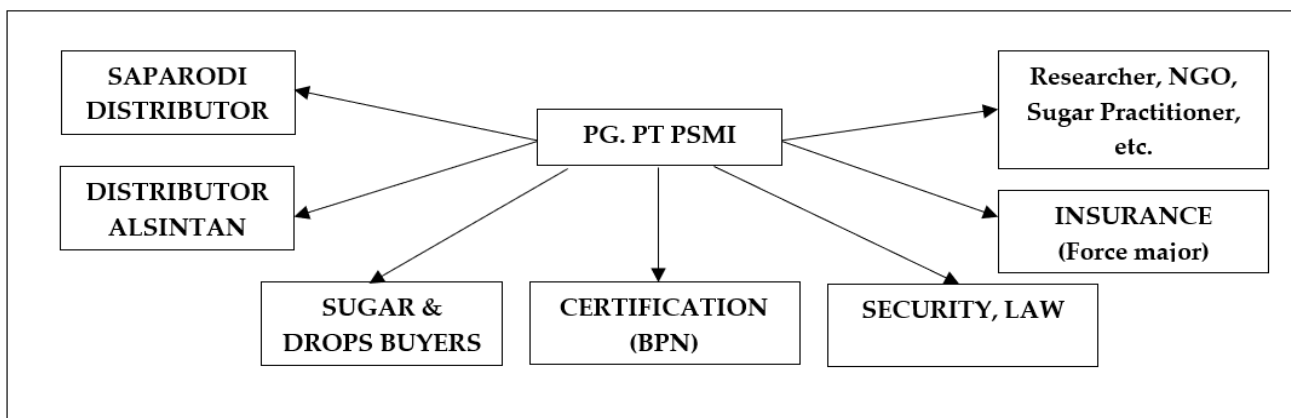 SAPARODI
DISTRIBUTOR
PG. PT PSMI
Researcher, NGO,
Sugar Practitioner,
etc.
DISTRIBUTOR
ALSINTAN
INSURANCE
(Force major)
SUGAR &
DROPS BUYERS
CERTIFICATION
(BPN)
SECURITY, LAW